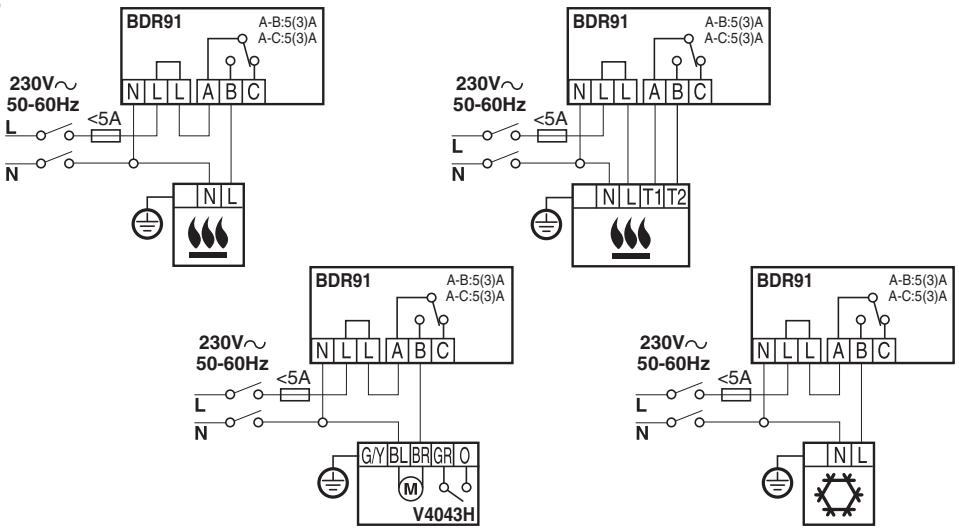 BDR91
A-B:5(3)A
A-C:5(3)A
230V~
50-60Hz
N L L A B C
<5A
L
N
N L
BDR91
A-B:5(3)A
A-C:5(3)A
230V~
50-60Hz
N L L A B C
<5A
L
N
N L T1 T2
BDR91
A-B:5(3)A
A-C:5(3)A
230V~
50-60Hz
N L L A B C
<5A
L
N
G/Y BL BR GR O
M
V4043H
BDR91
A-B:5(3)A
A-C:5(3)A
230V~
50-60Hz
N L L A B C
<5A
L
N
N L